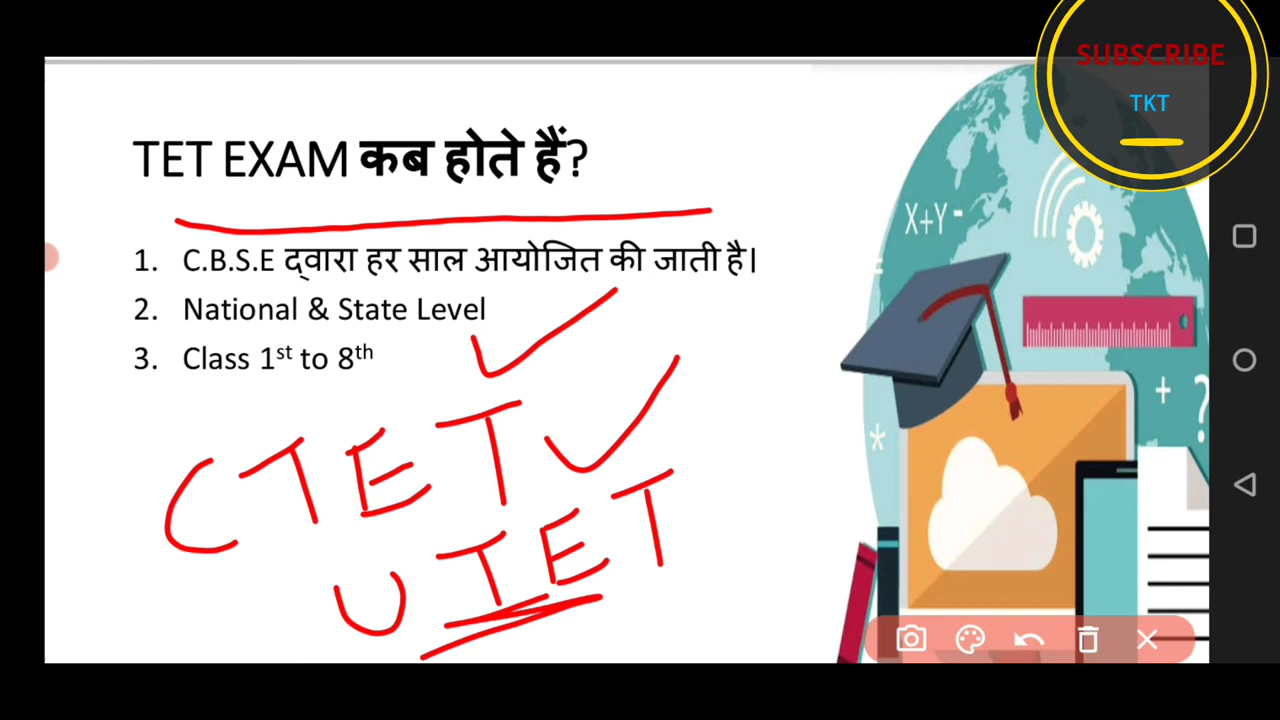 SUBSCRIBE
TKT
TET EXAM कब होते हैं?
1. C.B.S.E द्वारा हर साल आयोजित की जाती है।
2. National & State Level
3. Class 1st to 8th
CTET
UTET
X+Y-
=
+
?
*